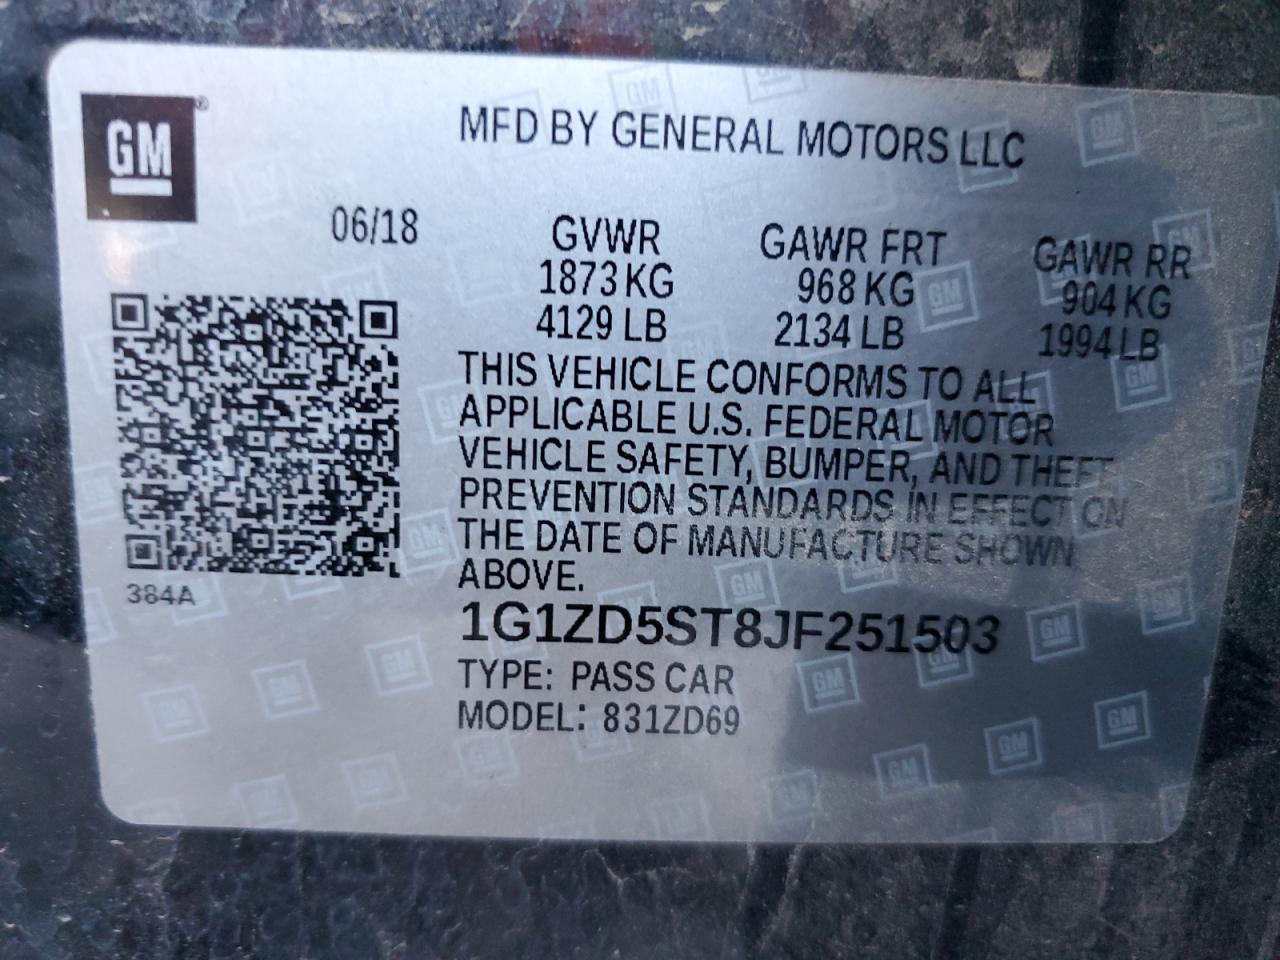 GM
MFD BY GENERAL MOTORS LLC
06/18
GVWR GAWR FRT GAWR RR
1873 KG 968 KG 904 KG
4129 LB 2134 LB 1994 LB
THIS VEHICLE CONFORMS TO ALL
APPLICABLE U.S. FEDERAL MOTOR
VEHICLE SAFETY, BUMPER, AND THEFT
PREVENTION STANDARDS IN EFFECT ON
THE DATE OF MANUFACTURE SHOWN
ABOVE.
384A
1G1ZD5ST8JF251503
TYPE: PASS CAR
MODEL: 831ZD69